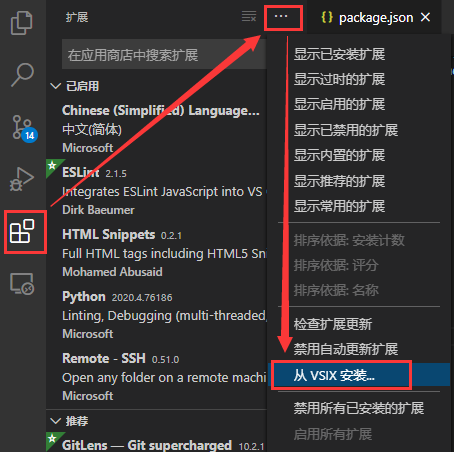 扩展
···
{ } package.json ×
在应用商店中搜索扩展
已启用
Chinese (Simplified) Language...
中文(简体)
Microsoft
ESLint 2.1.5
Integrates ESLint JavaScript into VS
Dirk Baeumer
HTML Snippets 0.2.1
Full HTML tags including HTML5 Sni
Mohamed Abusaid
Python 2020.4.76186
Linting, Debugging (multi-threaded,
Microsoft
Remote - SSH 0.51.0
Open any folder on a remote machi
Microsoft
推荐
GitLens — Git supercharged 10.2.1
14
显示已安装扩展
显示过时的扩展
显示启用的扩展
显示已禁用的扩展
显示内置的扩展
显示推荐的扩展
显示常用的扩展
排序依据: 安装计数
排序依据: 评分
排序依据: 名称
检查扩展更新
禁用自动更新扩展
从 VSIX 安装...
禁用所有已安装的扩展
启用所有扩展